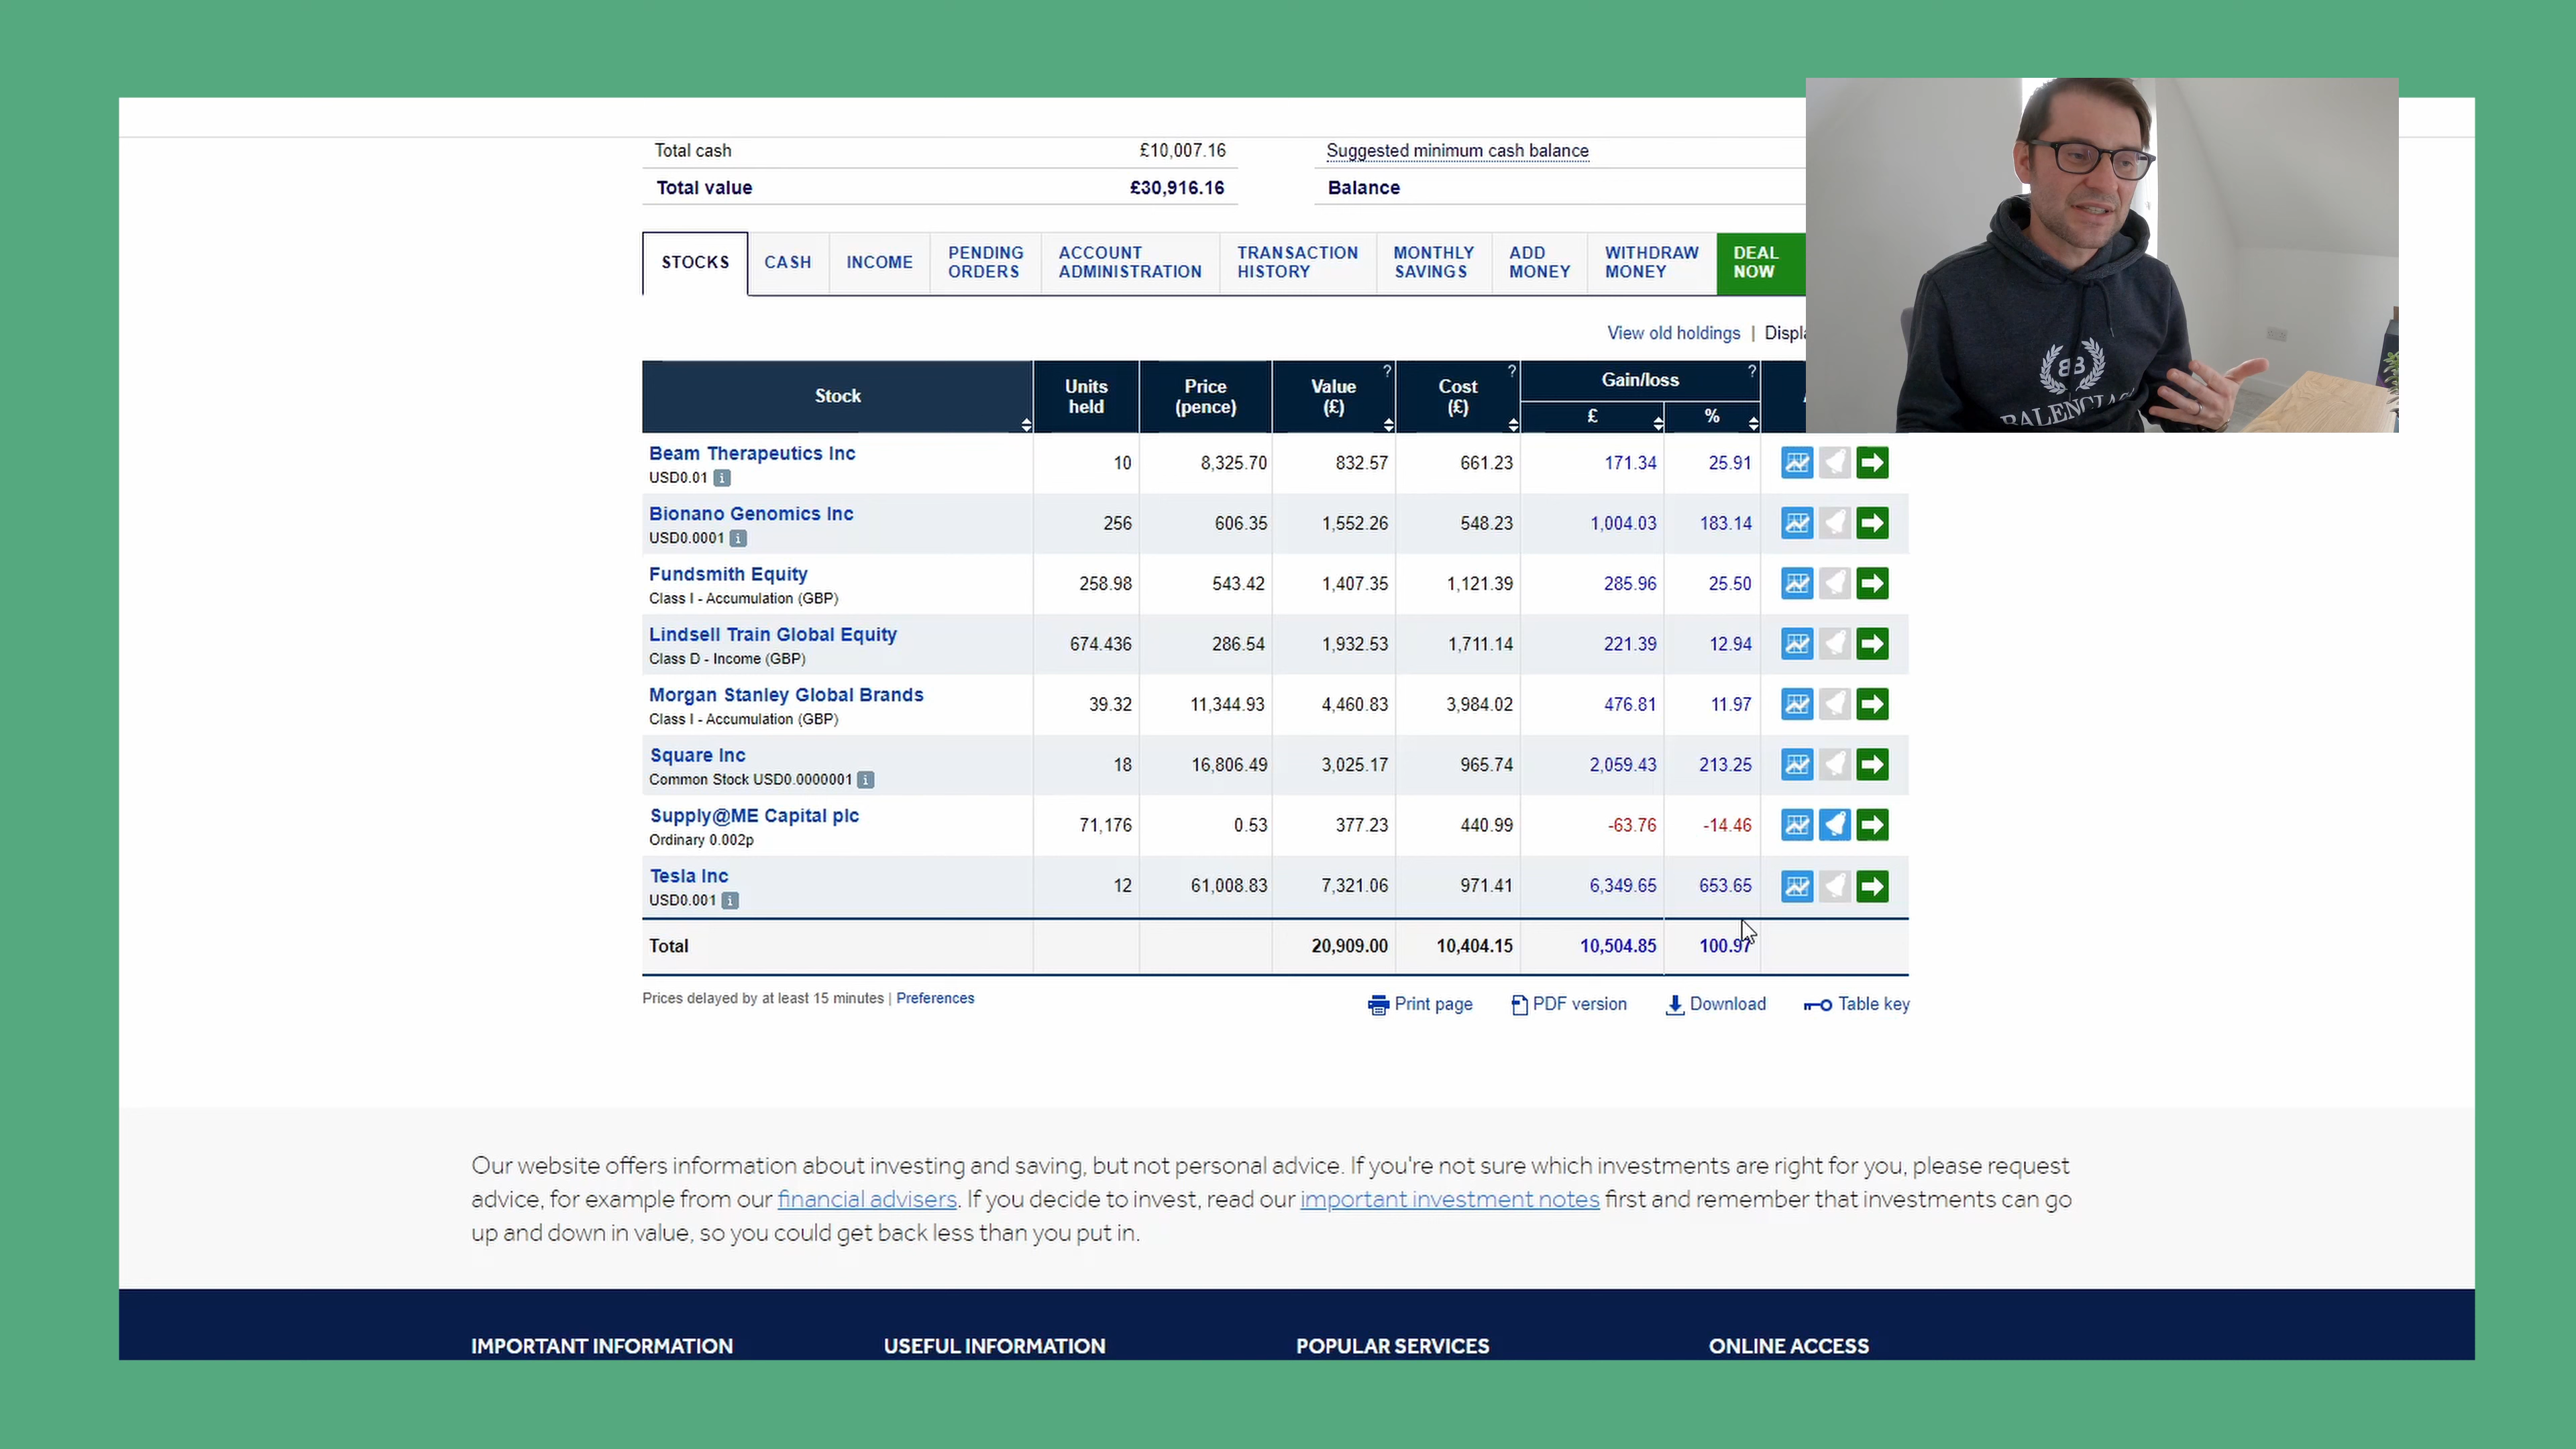 Total cash £10,007.16 Suggested minimum cash balance
Total value £30,916.16 Balance
STOCKS CASH INCOME PENDING ORDERS ACCOUNT ADMINISTRATION TRANSACTION HISTORY MONTHLY SAVINGS ADD MONEY WITHDRAW MONEY DEAL NOW
View old holdings |
Stock Units held Price (pence) Value (£) ? Cost (£) ? Gain/loss ?
£ %
Beam Therapeutics Inc 10 8,325.70 832.57 661.23 171.34 25.91
USD0.01 i
Bionano Genomics Inc 256 606.35 1,552.26 548.23 1,004.03 183.14
USD0.0001 i
Fundsmith Equity 258.98 543.42 1,407.35 1,121.39 285.96 25.50
Class I - Accumulation (GBP)
Lindsell Train Global Equity 674.436 286.54 1,932.53 1,711.14 221.39 12.94
Class D - Income (GBP)
Morgan Stanley Global Brands 39.32 11,344.93 4,460.83 3,984.02 476.81 11.97
Class I - Accumulation (GBP)
Square Inc 18 16,806.49 3,025.17 965.74 2,059.43 213.25
Common Stock USD0.0000001 i
Supply@ME Capital plc 71,176 0.53 377.23 440.99 -63.76 -14.46
Ordinary 0.002p
Tesla Inc 12 61,008.83 7,321.06 971.41 6,349.65 653.65
USD0.001 i
Total 20,909.00 10,404.15 10,504.85 100.97
Prices delayed by at least 15 minutes | Preferences Print page PDF version Download Table key
Our website offers information about investing and saving, but not personal advice. If you're not sure which investments are right for you, please request
advice, for example from our financial advisers. If you decide to invest, read our important investment notes first and remember that investments can go
up and down in value, so you could get back less than you put in.
IMPORTANT INFORMATION USEFUL INFORMATION POPULAR SERVICES ONLINE ACCESS